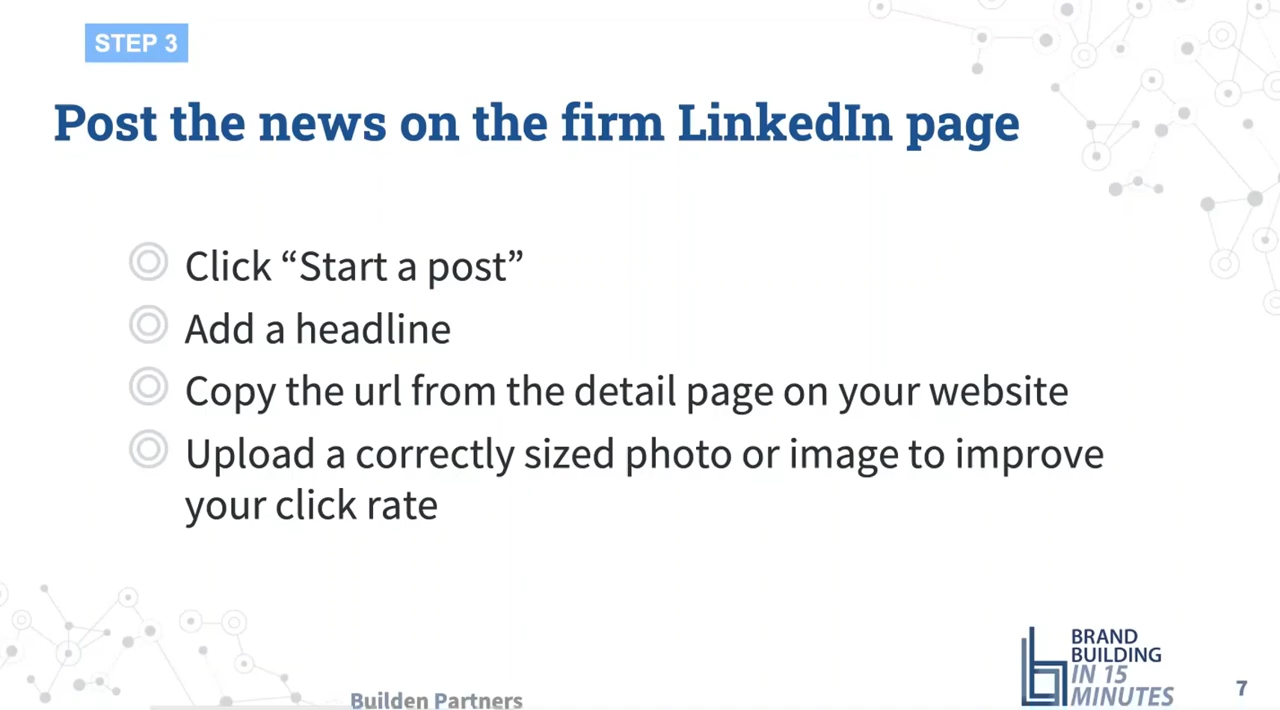 STEP 3
Post the news on the firm LinkedIn page
Click “Start a post”
Add a headline
Copy the url from the detail page on your website
Upload a correctly sized photo or image to improve
your click rate
Builden Partners
BRAND
BUILDING
IN 15
MINUTES
7